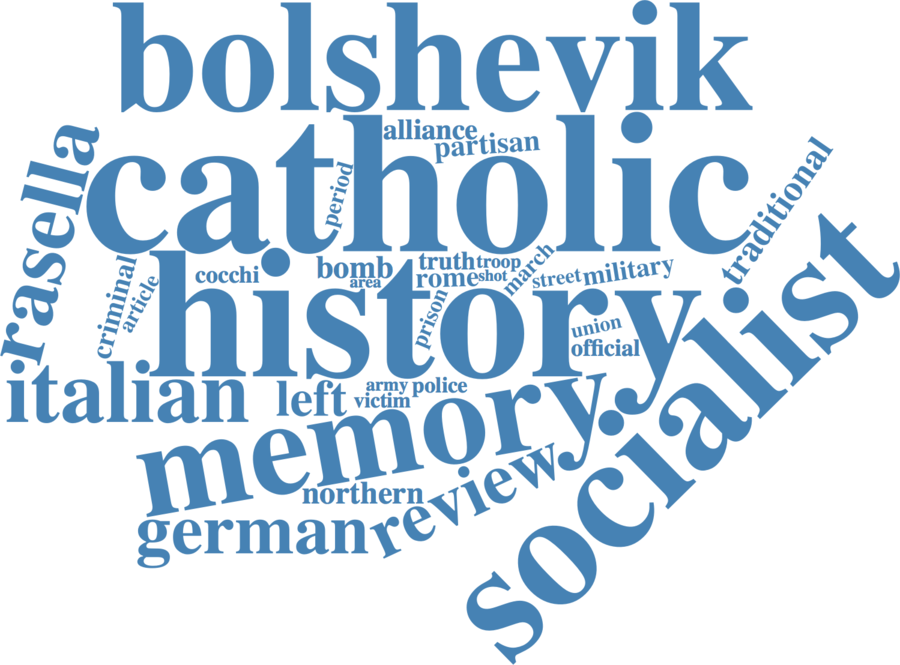 bolshevik
alliance
partisan
rasella
catholic
period
traditional
criminal
article
cocchi
bomb
area
truth
troop
rome
shot
march
street
military
history
prison
union
official
socialist
italian
left
army
police
victim
memory
northern
review
german